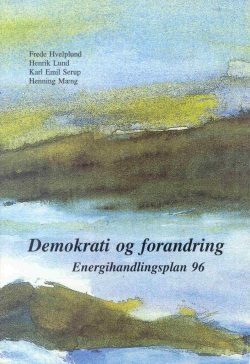 Frede Hvelplund
Henrik Lund
Karl Emil Serup
Henning Mæng
Demokrati og forandring
Energihandlingsplan 96